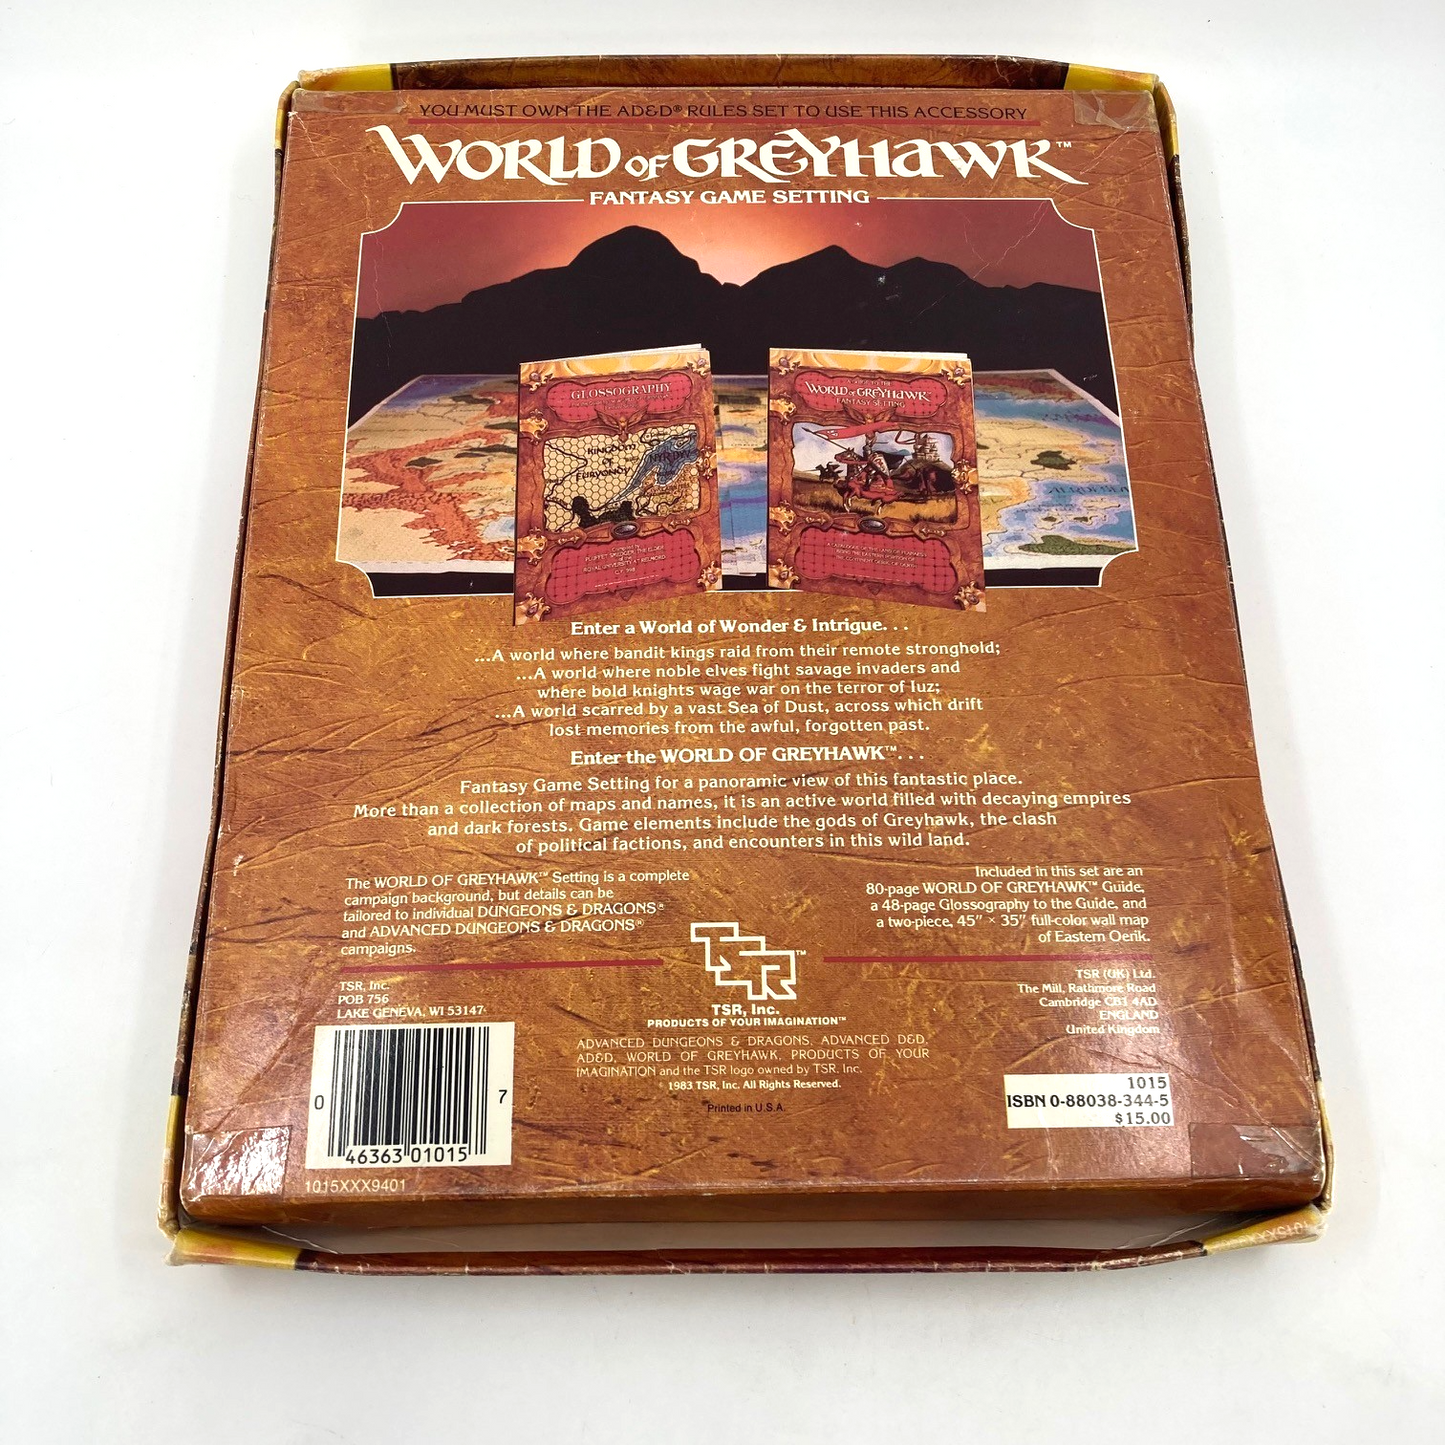 YOU MUST OWN THE AD&D® RULES SET TO USE THIS ACCESSORY
WORLD OF GREYHAWK™
FANTASY GAME SETTING
GLOSSOGRAPHY
KINGDOM
OF
FURYONDY
NYR DYV
WORLD OF GREYHAWK
FANTASY SETTING
Enter a World of Wonder & Intrigue. . .
...A world where bandit kings raid from their remote stronghold;
...A world where noble elves fight savage invaders and
where bold knights wage war on the terror of Iuz;
...A world scarred by a vast Sea of Dust, across which drift
lost memories from the awful, forgotten past.
Enter the WORLD OF GREYHAWK™. . .
Fantasy Game Setting for a panoramic view of this fantastic place.
More than a collection of maps and names, it is an active world filled with decaying empires
and dark forests. Game elements include the gods of Greyhawk, the clash
of political factions, and encounters in this wild land.
The WORLD OF GREYHAWK™ Setting is a complete
campaign background, but details can be
tailored to individual DUNGEONS & DRAGONS®
and ADVANCED DUNGEONS & DRAGONS®
campaigns.
Included in this set are an
80-page WORLD OF GREYHAWK™ Guide,
a 48-page Glossography to the Guide, and
a two-piece, 45" × 35" full-color wall map
of Eastern Oerik.
TSR, Inc.
POB 756
LAKE GENEVA, WI 53147
TSR™
TSR, Inc.
PRODUCTS OF YOUR IMAGINATION™
TSR (UK) Ltd.
The Mill, Rathmore Road
Cambridge CB1 4AD
ENGLAND
United Kingdom
ADVANCED DUNGEONS & DRAGONS, ADVANCED D&D,
AD&D, WORLD OF GREYHAWK, PRODUCTS OF YOUR
IMAGINATION and the TSR logo owned by TSR, Inc.
© 1983 TSR, Inc. All Rights Reserved.
Printed in U.S.A.
0 46363 01015 7
1015XXX9401
1015
ISBN 0-88038-344-5
$15.00